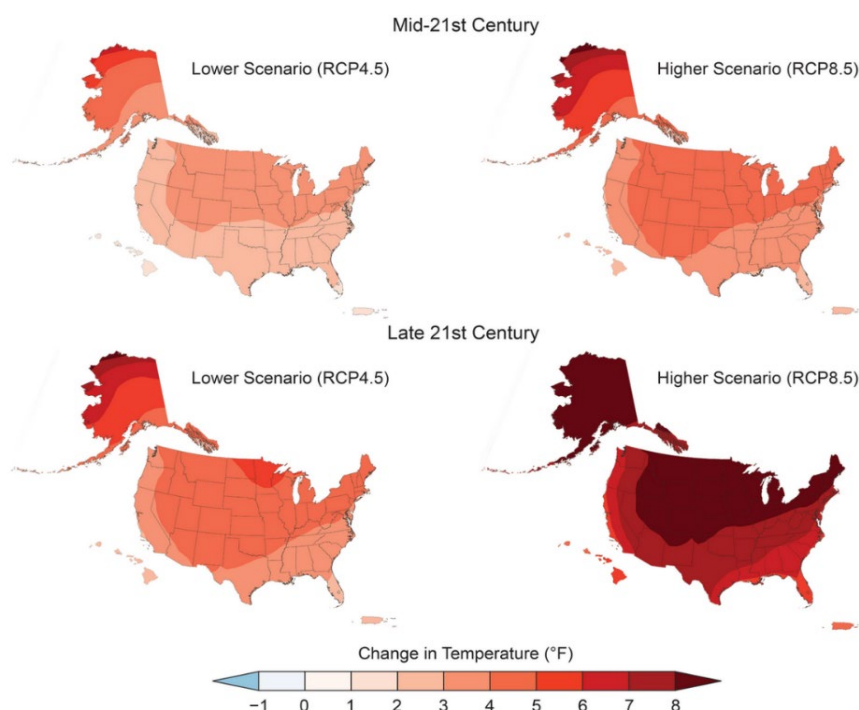 Mid-21st Century
Lower Scenario (RCP4.5)
Higher Scenario (RCP8.5)
Late 21st Century
Lower Scenario (RCP4.5)
Higher Scenario (RCP8.5)
Change in Temperature (°F)
−1 0 1 2 3 4 5 6 7 8